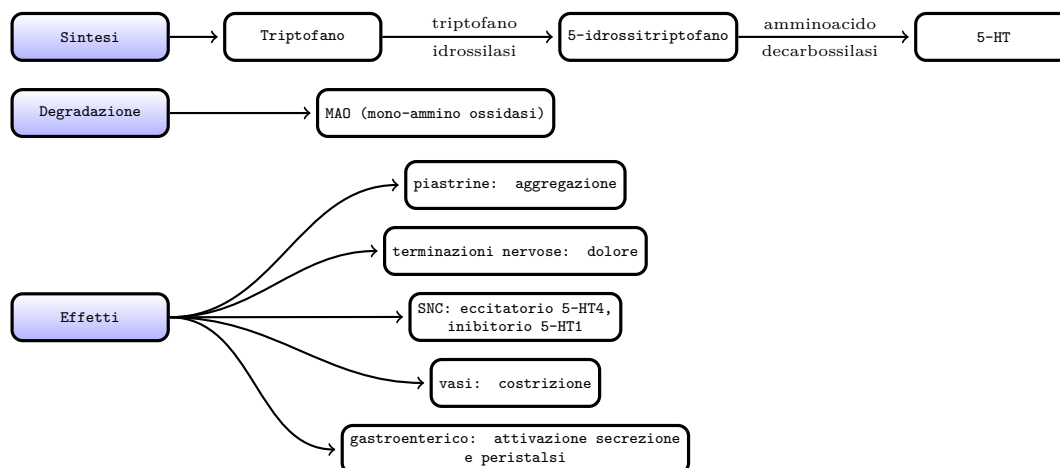 Sintesi
Triptofano
triptofano
idrossilasi
5-idrossitriptofano
amminoacido
decarbossilasi
5-HT
Degradazione
MAO (mono-ammino ossidasi)
piastrine: aggregazione
terminazioni nervose: dolore
Effetti
SNC: eccitatorio 5-HT4,
inibitorio 5-HT1
vasi: costrizione
gastroenterico: attivazione secrezione
e peristalsi